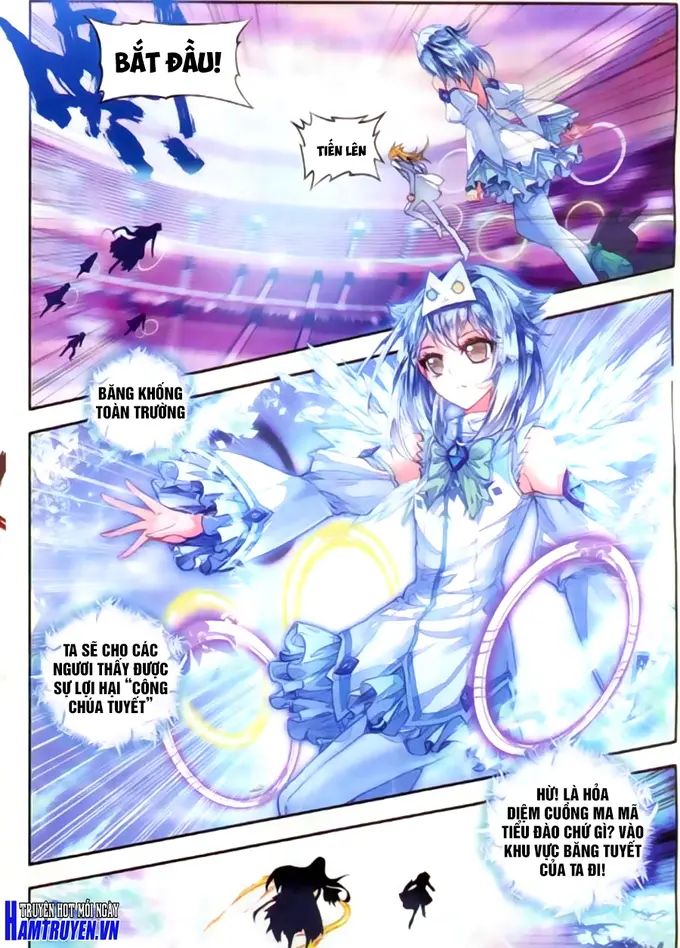 BẮT ĐẦU!
TIẾN LÊN
BĂNG KHỐNG
TOÀN TRƯỜNG
TA SẼ CHO CÁC
NGƯƠI THẤY ĐƯỢC
SỰ LỢI HẠI “CÔNG
CHÚA TUYẾT”
HỪ! LÀ HỎA
DIỆM CUỒNG MA MÃ
TIỂU ĐÀO CHỨ GÌ? VÀO
KHU VỰC BĂNG TUYẾT
CỦA TA ĐI!
TRUYỆN HOT MỖI NGÀY
HAMTRUYEN.VN